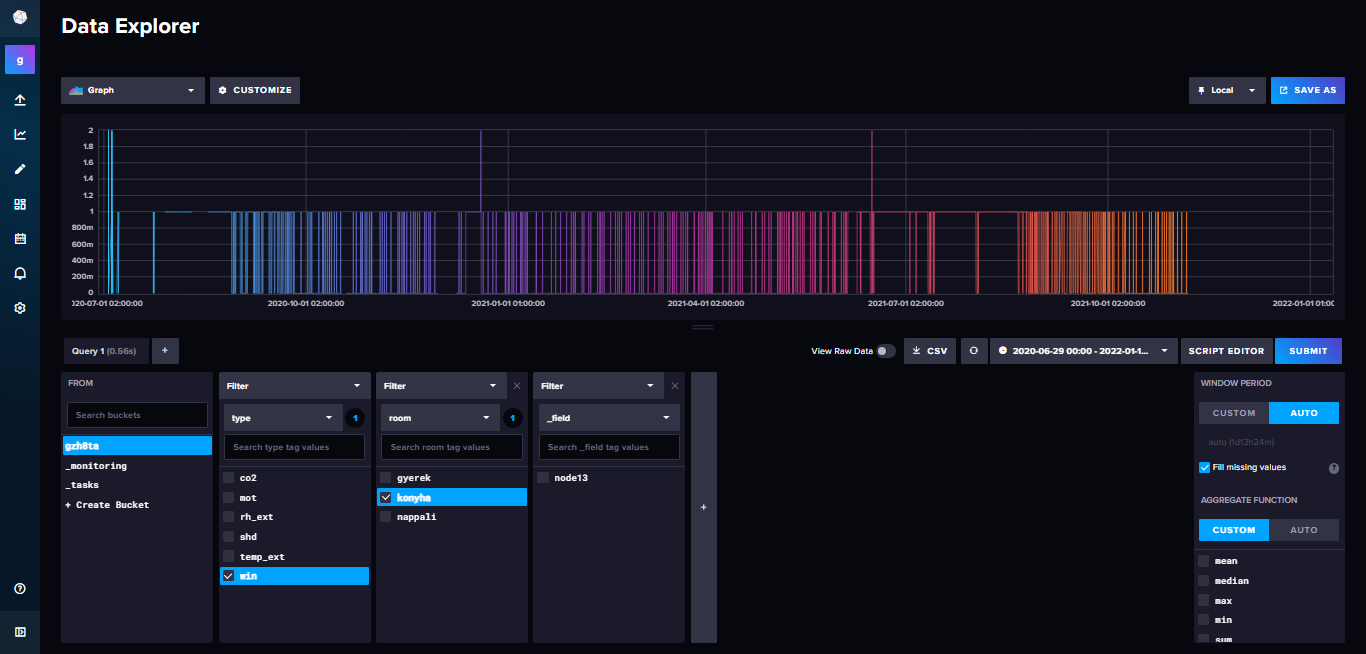 Data Explorer
g
Graph
CUSTOMIZE
Local
SAVE AS
2
1.8
1.6
1.4
1.2
1
800m
600m
400m
200m
0
020-07-01 02:00:00
2020-10-01 02:00:00
2021-01-01 01:00:00
2021-04-01 02:00:00
2021-07-01 02:00:00
2021-10-01 02:00:00
2022-01-01 01:00
Query 1 (0.56s)
+
View Raw Data
CSV
2020-06-29 00:00 - 2022-01-1...
SCRIPT EDITOR
SUBMIT
FROM
Search buckets
gzh8ta
_monitoring
_tasks
+ Create Bucket
Filter
type
1
Search type tag values
co2
mot
rh_ext
shd
temp_ext
win
Filter
room
1
Search room tag values
gyerek
konyha
nappali
Filter
_field
Search _field tag values
node13
+
WINDOW PERIOD
CUSTOM
AUTO
auto (1d13h24m)
Fill missing values
?
AGGREGATE FUNCTION
CUSTOM
AUTO
mean
median
max
min
sum